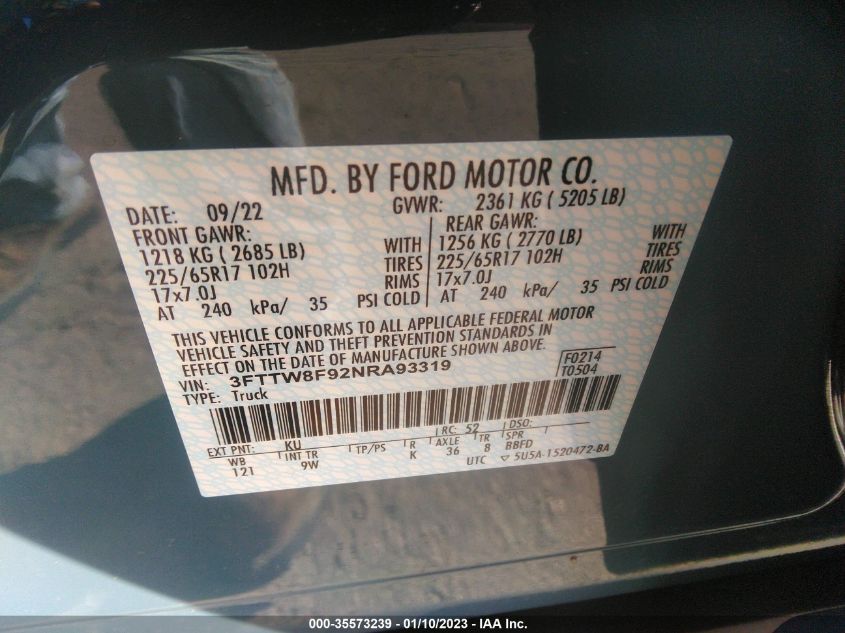 MFD. BY FORD MOTOR CO.
DATE: 09/22 GVWR: 2361 KG ( 5205 LB)
FRONT GAWR: REAR GAWR:
1218 KG ( 2685 LB) WITH 1256 KG ( 2770 LB) WITH
225/65R17 102H TIRES 225/65R17 102H TIRES
17x7.0J RIMS 17x7.0J RIMS
AT 240 kPa/ 35 PSI COLD AT 240 kPa/ 35 PSI COLD
THIS VEHICLE CONFORMS TO ALL APPLICABLE FEDERAL MOTOR
VEHICLE SAFETY AND THEFT PREVENTION STANDARDS IN
EFFECT ON THE DATE OF MANUFACTURE SHOWN ABOVE.
VIN: 3FTTW8F92NRA93319 F0214
TYPE: Truck T0504
EXT PNT: KU RC: 52 DSO:
WB INT TR TP/PS R AXLE TR SPR
121 9W K 36 8 BBFD
UTC ▽ 5U5A-1520472-BA
000-35573239 - 01/10/2023 - IAA Inc.